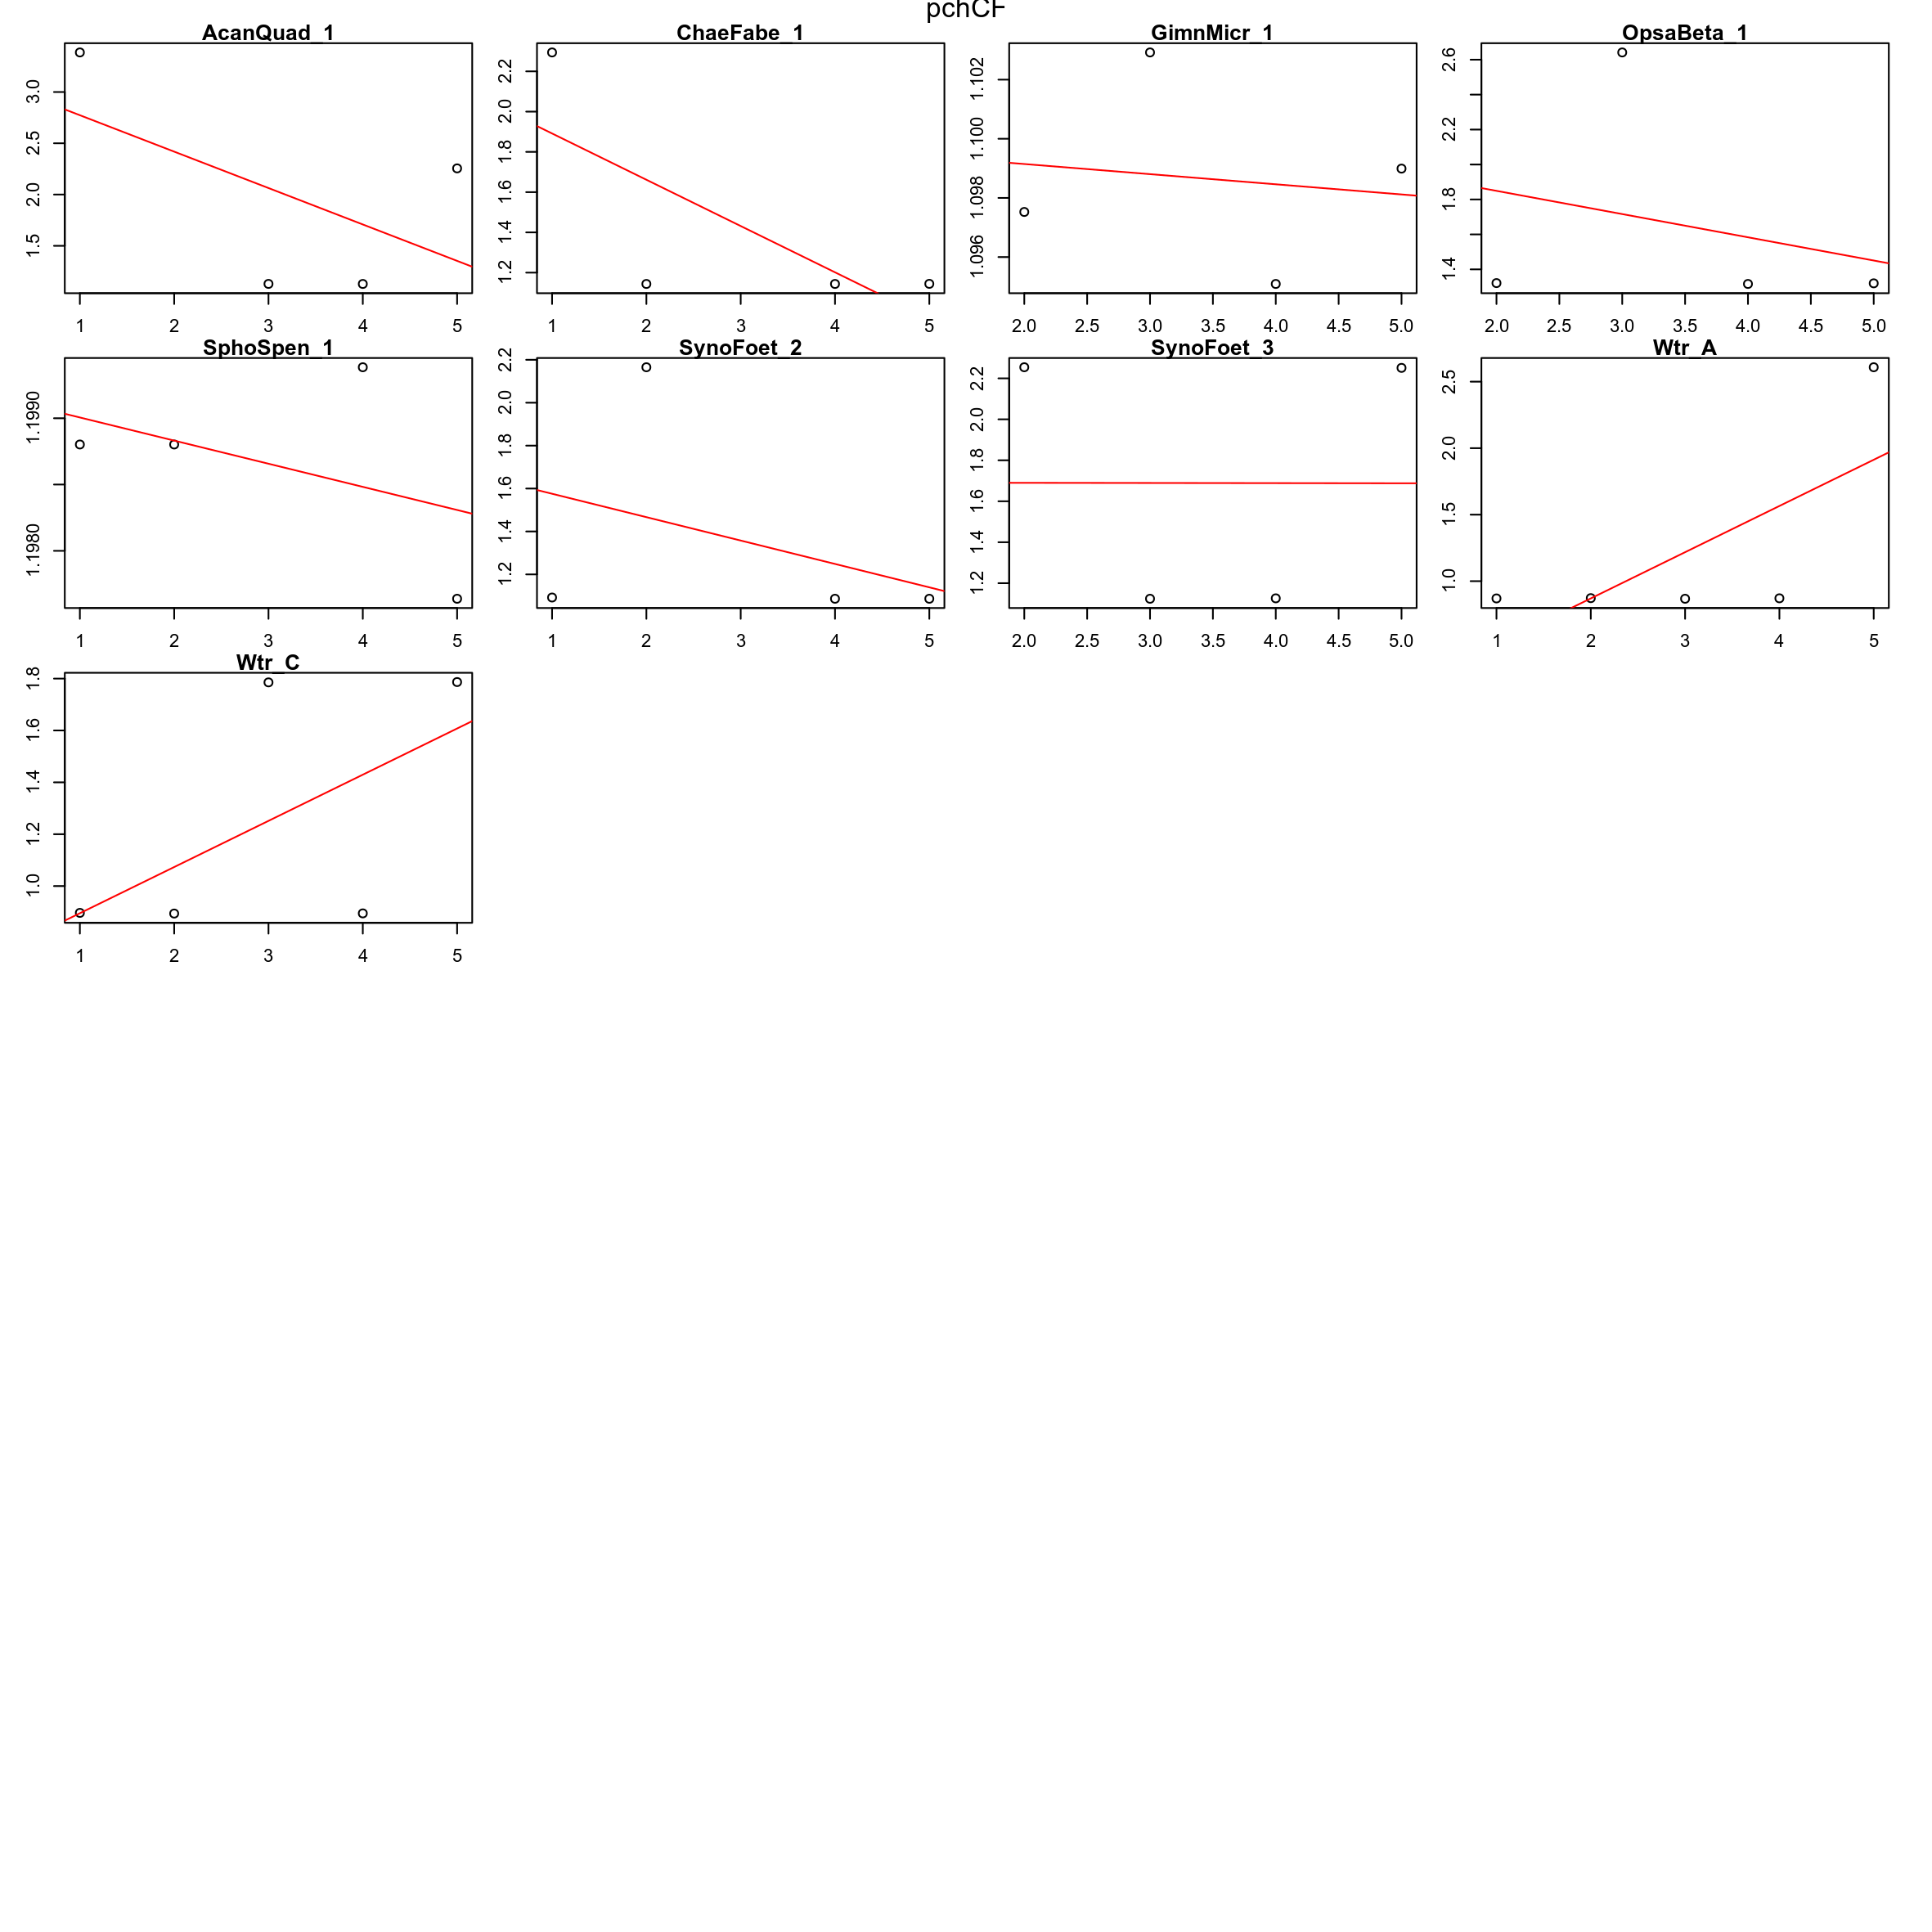 pchCF
AcanQuad_1 ChaeFabe_1 GimnMicr_1 OpsaBeta_1
1.5 2.0 2.5 3.0
1 2 3 4 5
1.2 1.4 1.6 1.8 2.0 2.2
1 2 3 4 5
1.096 1.098 1.100 1.102
2.0 2.5 3.0 3.5 4.0 4.5 5.0
1.4 1.8 2.2 2.6
2.0 2.5 3.0 3.5 4.0 4.5 5.0
SphoSpen_1 SynoFoet_2 SynoFoet_3 Wtr_A
1.1980 1.1990
1 2 3 4 5
1.2 1.4 1.6 1.8 2.0 2.2
1 2 3 4 5
1.2 1.4 1.6 1.8 2.0 2.2
2.0 2.5 3.0 3.5 4.0 4.5 5.0
1.0 1.5 2.0 2.5
1 2 3 4 5
Wtr_C
1.0 1.2 1.4 1.6 1.8
1 2 3 4 5